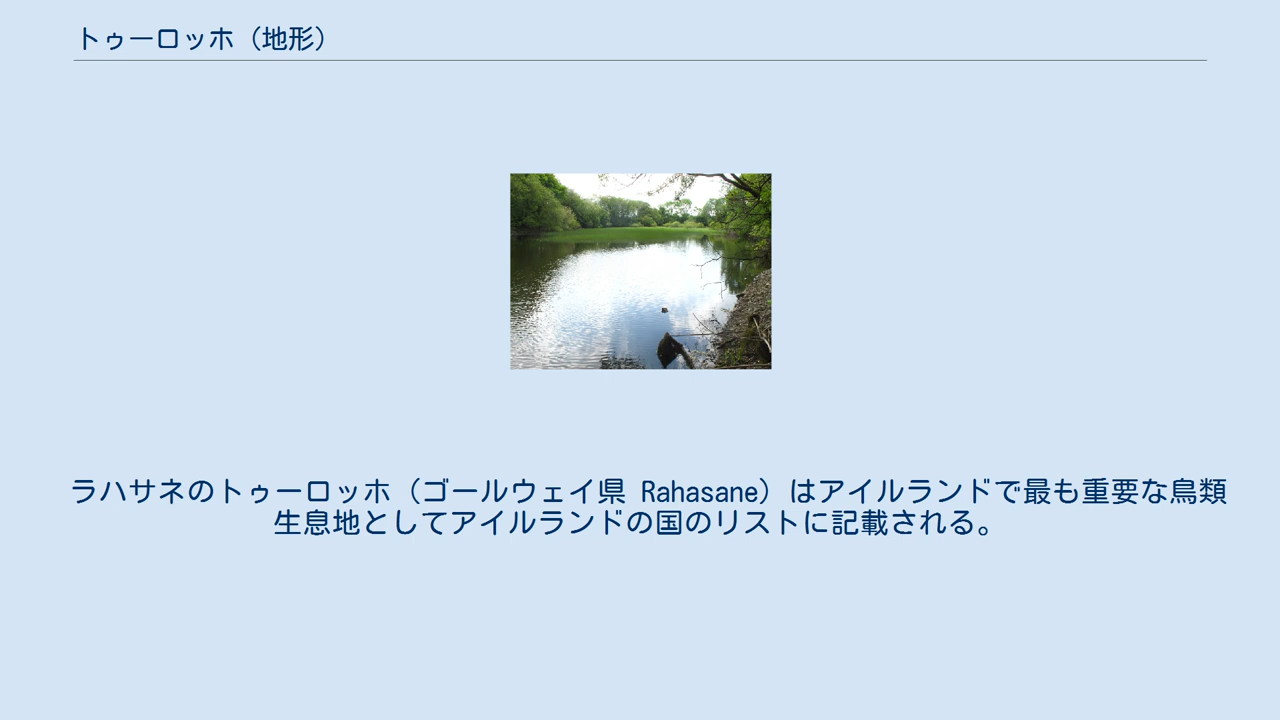 トゥーロッホ（地形）
ラハサネのトゥーロッホ（ゴールウェイ県 Rahasane）はアイルランドで最も重要な鳥類
生息地としてアイルランドの国のリストに記載される。